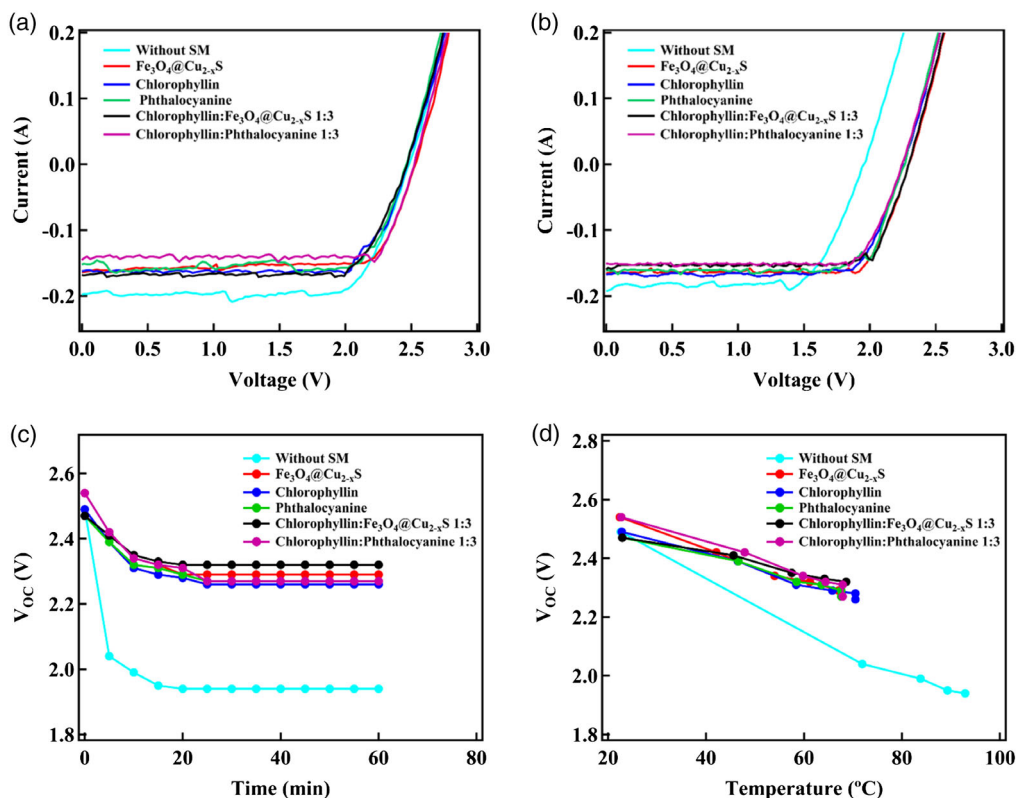 (a)
0.2
0.1
0.0
-0.1
-0.2
Current (A)
Without SM
Fe₃O₄@Cu₂₋ₓS
Chlorophyllin
Phthalocyanine
Chlorophyllin:Fe₃O₄@Cu₂₋ₓS 1:3
Chlorophyllin:Phthalocyanine 1:3
0.0 0.5 1.0 1.5 2.0 2.5 3.0
Voltage (V)
(b)
0.2
0.1
0.0
-0.1
-0.2
Current (A)
Without SM
Fe₃O₄@Cu₂₋ₓS
Chlorophyllin
Phthalocyanine
Chlorophyllin:Fe₃O₄@Cu₂₋ₓS 1:3
Chlorophyllin:Phthalocyanine 1:3
0.0 0.5 1.0 1.5 2.0 2.5 3.0
Voltage (V)
(c)
2.6
2.4
2.2
2.0
1.8
V_OC (V)
Without SM
Fe₃O₄@Cu₂₋ₓS
Chlorophyllin
Phthalocyanine
Chlorophyllin:Fe₃O₄@Cu₂₋ₓS 1:3
Chlorophyllin:Phthalocyanine 1:3
0 20 40 60 80
Time (min)
(d)
2.8
2.6
2.4
2.2
2.0
1.8
V_OC (V)
Without SM
Fe₃O₄@Cu₂₋ₓS
Chlorophyllin
Phthalocyanine
Chlorophyllin:Fe₃O₄@Cu₂₋ₓS 1:3
Chlorophyllin:Phthalocyanine 1:3
20 40 60 80 100
Temperature (ºC)